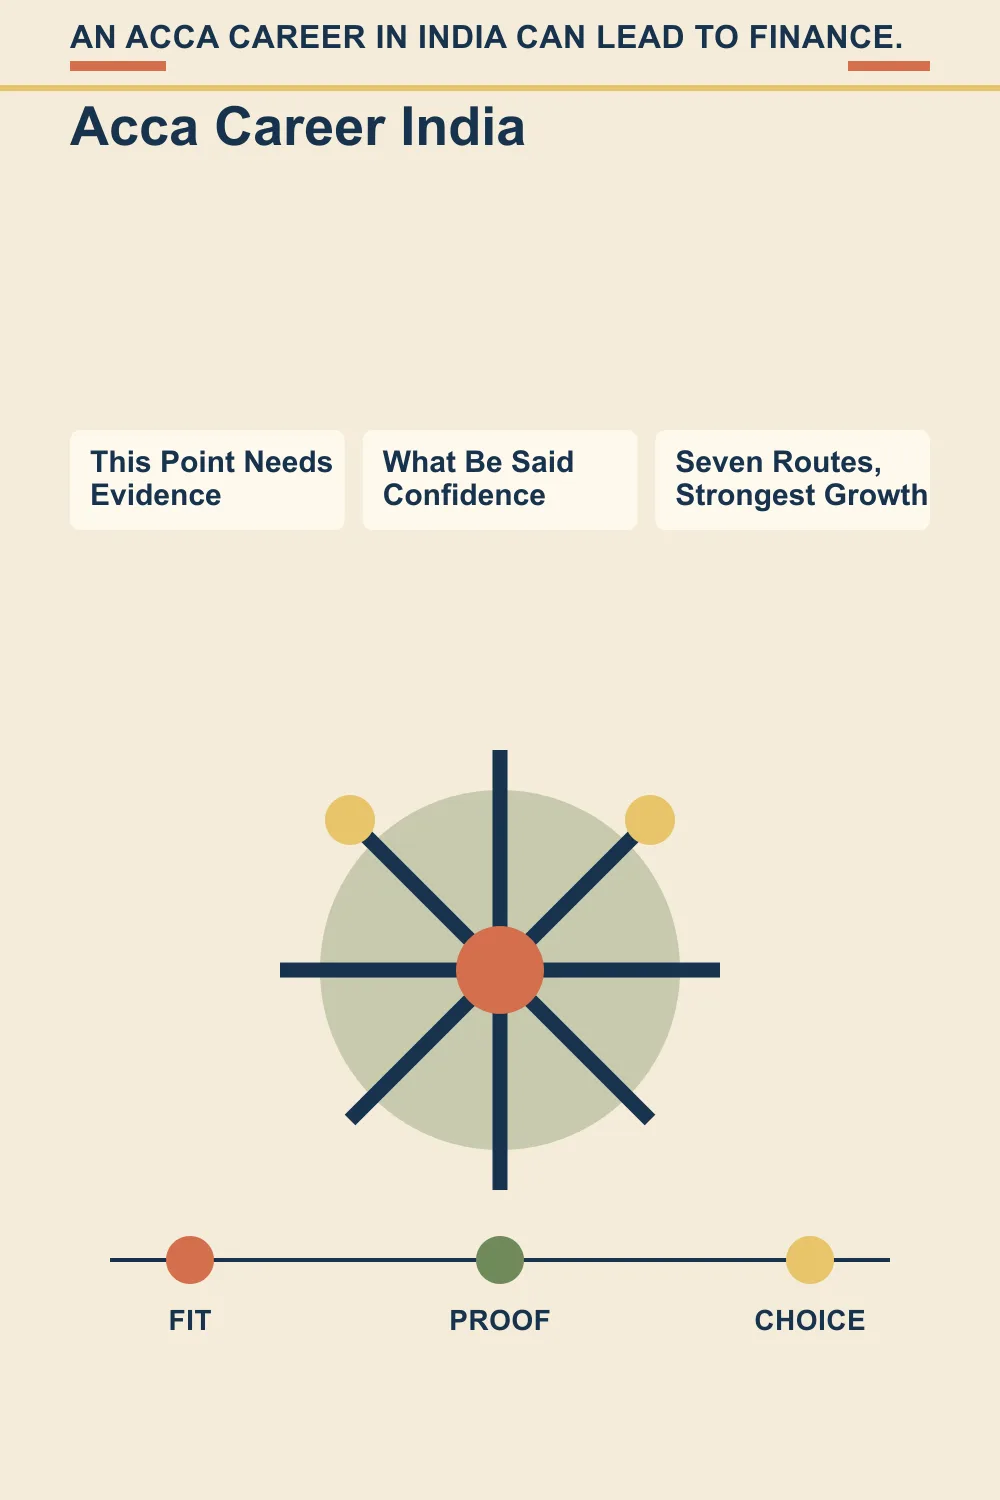 AN ACCA CAREER IN INDIA CAN LEAD TO FINANCE.
Acca Career India
This Point Needs
Evidence
What Be Said
Confidence
Seven Routes,
Strongest Growth
FIT
PROOF
CHOICE